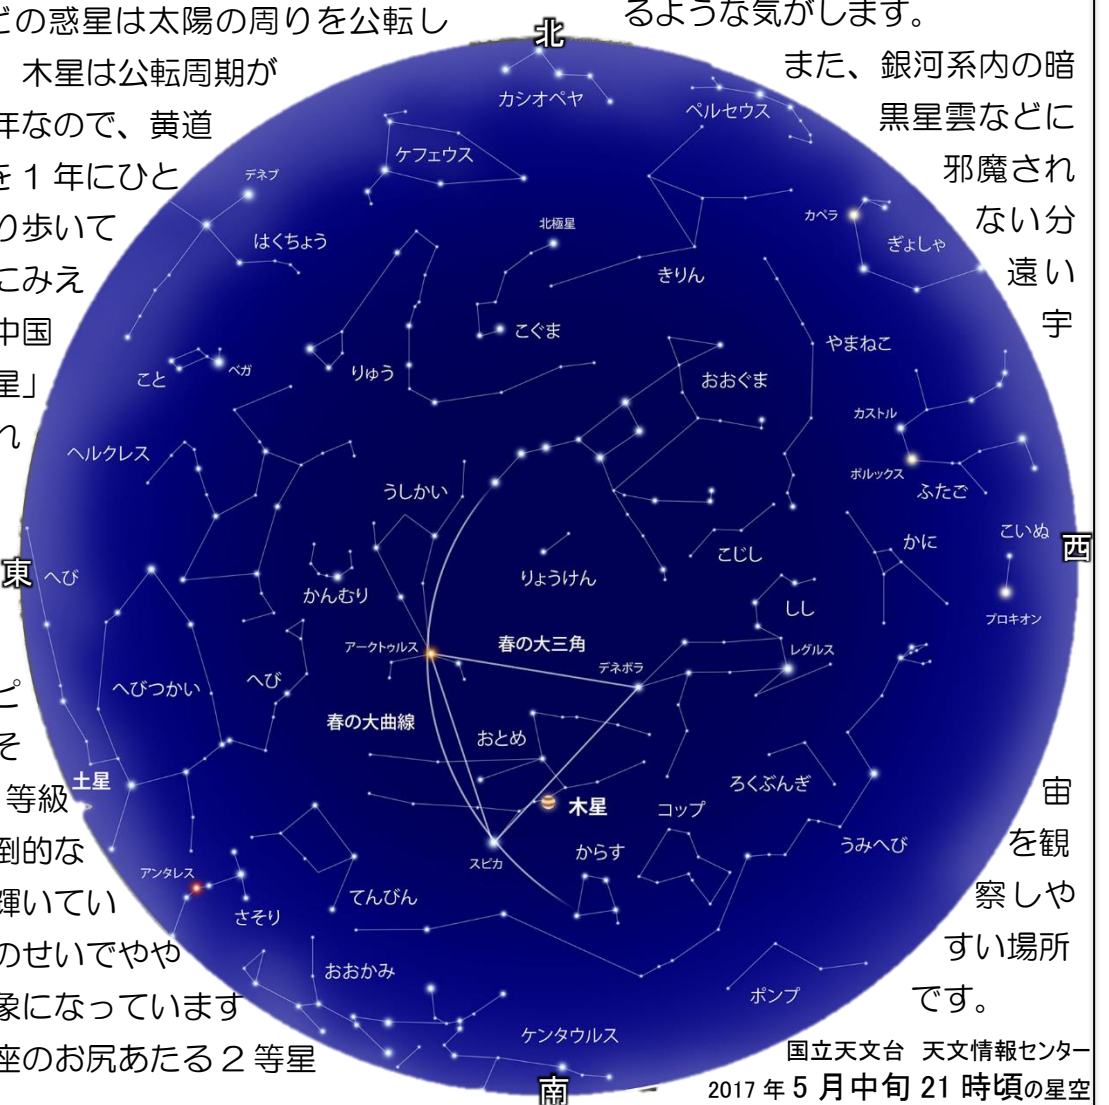 どの惑星は太陽の周りを公転し
木星は公転周期が
年なので、黄道
を１年にひと
り歩いて
にみえ
中国
星」
れ
ピ
そ
等級
倒的な
輝いてい
のせいでやや
象になっています
座のお尻あたる２等星
るような気がします。
また、銀河系内の暗
黒星雲などに
邪魔され
ない分
遠い
宇
宙
を観
察しや
すい場所
です。
北
カシオペヤ
ペルセウス
ケフェウス
デネブ
はくちょう
北極星
カペラ
ぎょしゃ
きりん
こぐま
やまねこ
こと
ベガ
りゅう
おおぐま
カストル
ポルックス
ふたご
ヘルクレス
うしかい
こいぬ
西
かに
こじし
東
へび
かんむり
りょうけん
しし
プロキオン
アークトゥルス
春の大三角
デネボラ
レグルス
へびつかい
へび
春の大曲線
おとめ
土星
木星
コップ
ろくぶんぎ
うみへび
スピカ
からす
アンタレス
さそり
てんびん
おおかみ
ポンプ
ケンタウルス
南
国立天文台 天文情報センター
2017 年 5 月中旬 21 時頃の星空